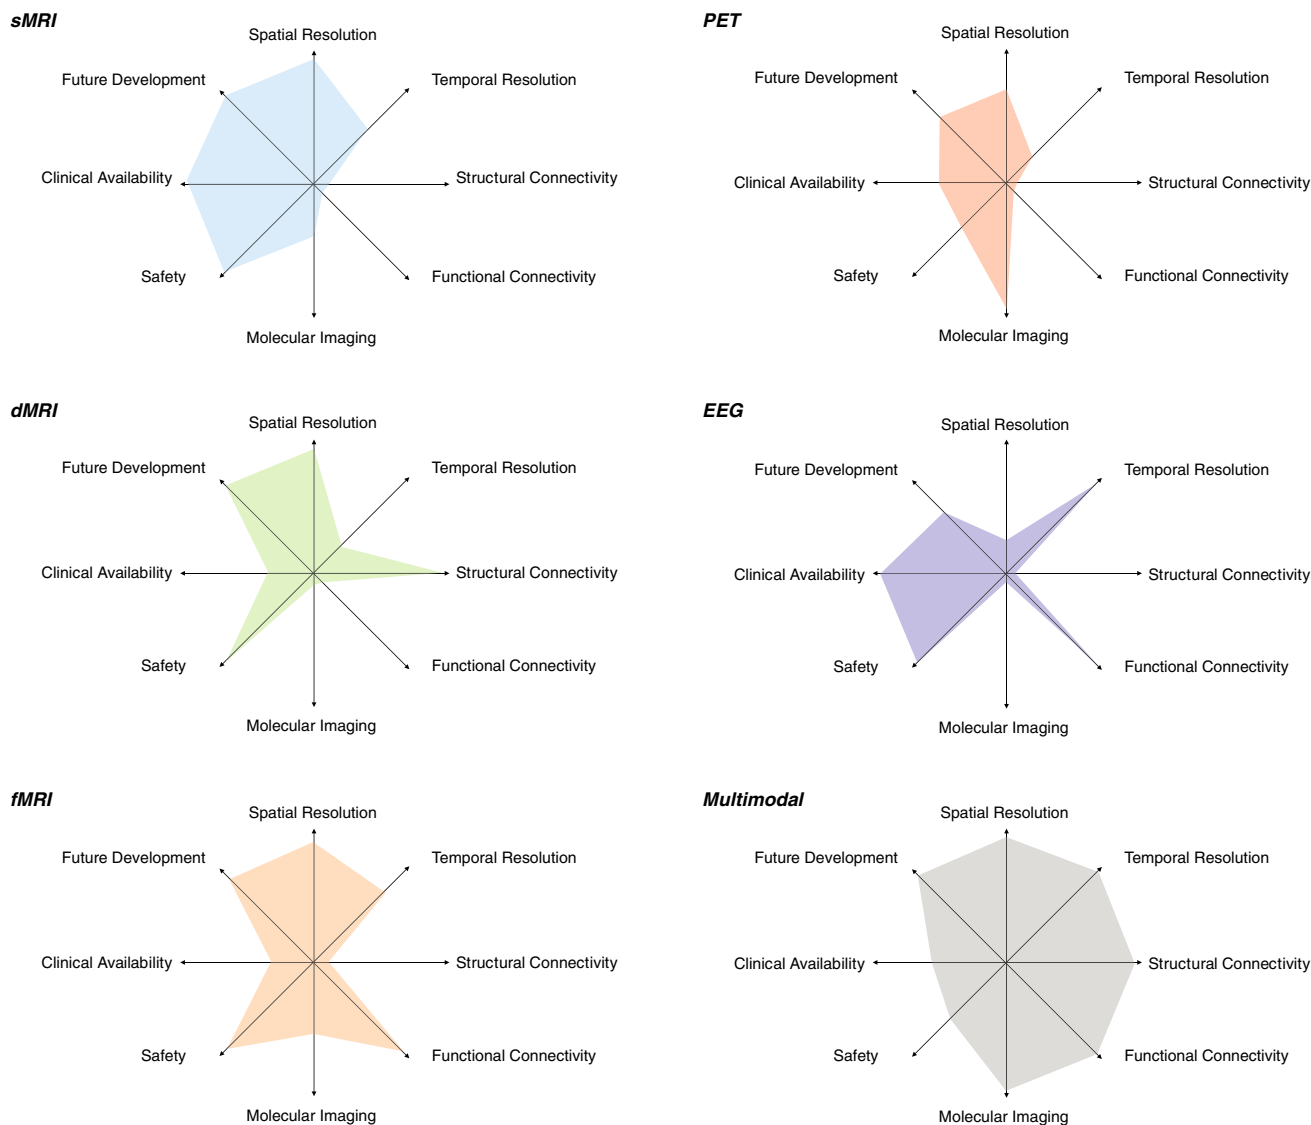 sMRI
Spatial Resolution
Future Development
Temporal Resolution
Clinical Availability
Structural Connectivity
Safety
Functional Connectivity
Molecular Imaging
PET
Spatial Resolution
Future Development
Temporal Resolution
Clinical Availability
Structural Connectivity
Safety
Functional Connectivity
Molecular Imaging
dMRI
Spatial Resolution
Future Development
Temporal Resolution
Clinical Availability
Structural Connectivity
Safety
Functional Connectivity
Molecular Imaging
EEG
Spatial Resolution
Future Development
Temporal Resolution
Clinical Availability
Structural Connectivity
Safety
Functional Connectivity
Molecular Imaging
fMRI
Spatial Resolution
Future Development
Temporal Resolution
Clinical Availability
Structural Connectivity
Safety
Functional Connectivity
Molecular Imaging
Multimodal
Spatial Resolution
Future Development
Temporal Resolution
Clinical Availability
Structural Connectivity
Safety
Functional Connectivity
Molecular Imaging